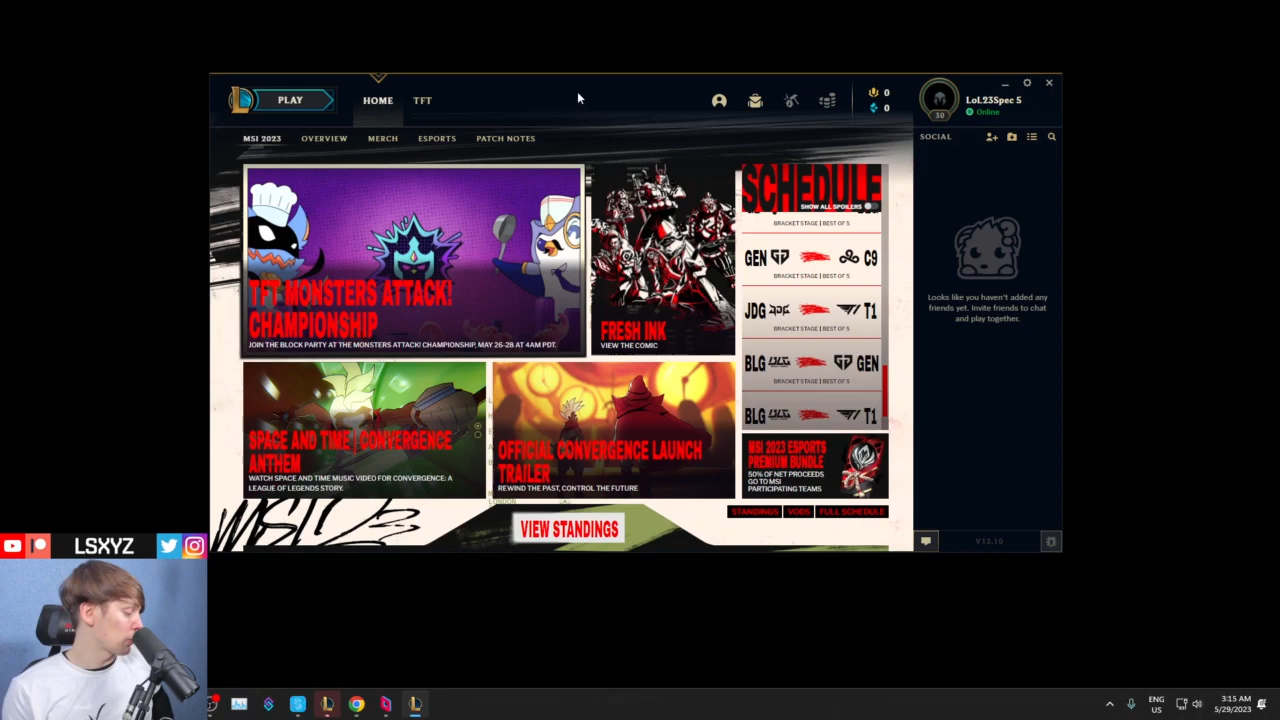 PLAY
HOME
TFT
0
0
30
LoL23Spec 5
Online
MSI 2023
OVERVIEW
MERCH
ESPORTS
PATCH NOTES
SOCIAL
TFT MONSTERS ATTACK!
CHAMPIONSHIP
JOIN THE BLOCK PARTY AT THE MONSTERS ATTACK! CHAMPIONSHIP, MAY 26-28 AT 4AM PDT.
FRESH INK
VIEW THE COMIC
SCHEDULE
SHOW ALL SPOILERS
BRACKET STAGE | BEST OF 5
GEN C9
BRACKET STAGE | BEST OF 5
JDG T1
BRACKET STAGE | BEST OF 5
BLG GEN
BRACKET STAGE | BEST OF 5
BLG T1
Looks like you haven't added any
friends yet. Invite friends to chat
and play together.
SPACE AND TIME | CONVERGENCE
ANTHEM
WATCH SPACE AND TIME MUSIC VIDEO FOR CONVERGENCE: A
LEAGUE OF LEGENDS STORY.
OFFICIAL CONVERGENCE LAUNCH
TRAILER
REWIND THE PAST, CONTROL THE FUTURE
MSI 2023 ESPORTS
PREMIUM BUNDLE
50% OF NET PROCEEDS
GO TO MSI
PARTICIPATING TEAMS
LONDON
STANDINGS
VODS
FULL SCHEDULE
VIEW STANDINGS
V13.10
LSXYZ
ENG
US
3:15 AM
5/29/2023